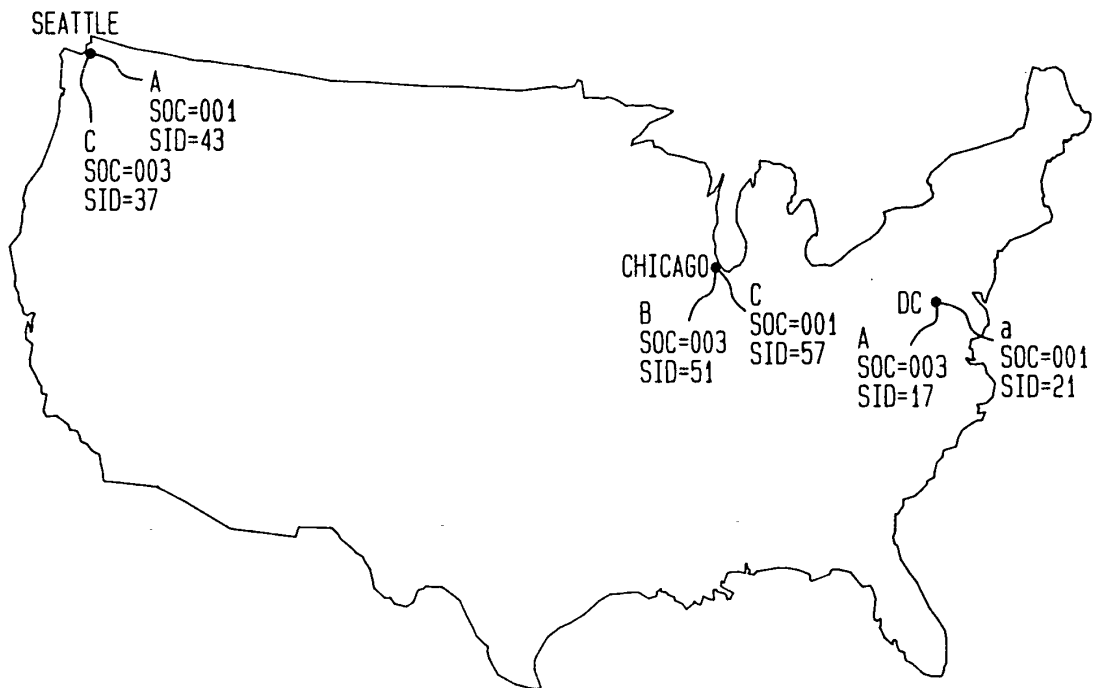 SEATTLE
A
SOC=001
SID=43
C
SOC=003
SID=37
CHICAGO
B
SOC=003
SID=51
C
SOC=001
SID=57
DC
A
SOC=003
SID=17
a
SOC=001
SID=21